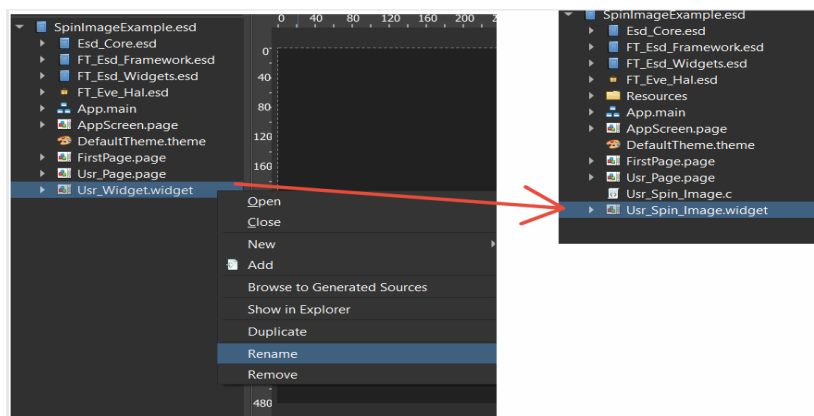 SpinImageExample.esd
Esd_Core.esd
FT_Esd_Framework.esd
FT_Esd_Widgets.esd
FT_Eve_Hal.esd
App.main
AppScreen.page
DefaultTheme.theme
FirstPage.page
Usr_Page.page
Usr_Widget.widget
0 40 80 120 160 200
0
40
80
120
160
480
Open
Close
New
Add
Browse to Generated Sources
Show in Explorer
Duplicate
Rename
Remove
SpinImageExample.esd
Esd_Core.esd
FT_Esd_Framework.esd
FT_Esd_Widgets.esd
FT_Eve_Hal.esd
Resources
App.main
AppScreen.page
DefaultTheme.theme
FirstPage.page
Usr_Page.page
Usr_Spin_Image.c
Usr_Spin_Image.widget